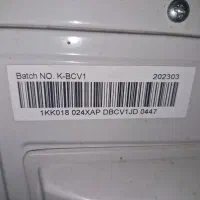 Batch NO K-BCV1 202303
1KK018 024XAP DBCV1JD 0447